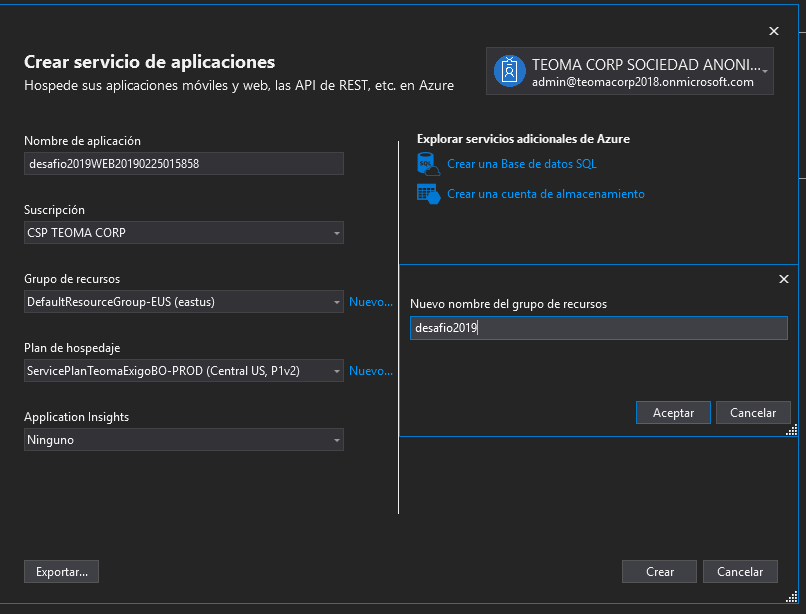 Crear servicio de aplicaciones
Hospede sus aplicaciones móviles y web, las API de REST, etc. en Azure
TEOMA CORP SOCIEDAD ANONI...
admin@teomacorp2018.onmicrosoft.com
Nombre de aplicación
desafio2019WEB20190225015858
Suscripción
CSP TEOMA CORP
Grupo de recursos
DefaultResourceGroup-EUS (eastus)
Nuevo...
Plan de hospedaje
ServicePlanTeomaExigoBO-PROD (Central US, P1v2)
Nuevo...
Application Insights
Ninguno
Explorar servicios adicionales de Azure
SQL
Crear una Base de datos SQL
Crear una cuenta de almacenamiento
Nuevo nombre del grupo de recursos
desafio2019
Aceptar
Cancelar
Exportar...
Crear
Cancelar